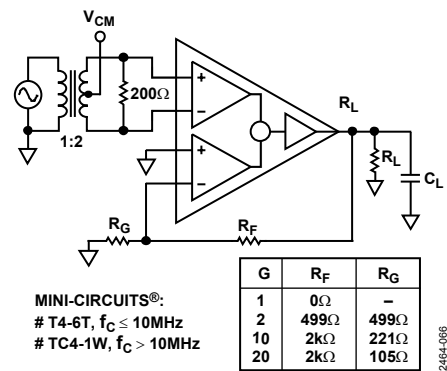 VCM
+
200Ω
−
1:2
+
−
RL
RL
CL
RG
RF
MINI-CIRCUITS®:
# T4-6T, fC ≤ 10MHz
# TC4-1W, fC > 10MHz
G RF RG
1 0Ω –
2 499Ω 499Ω
10 2kΩ 221Ω
20 2kΩ 105Ω
2464-066